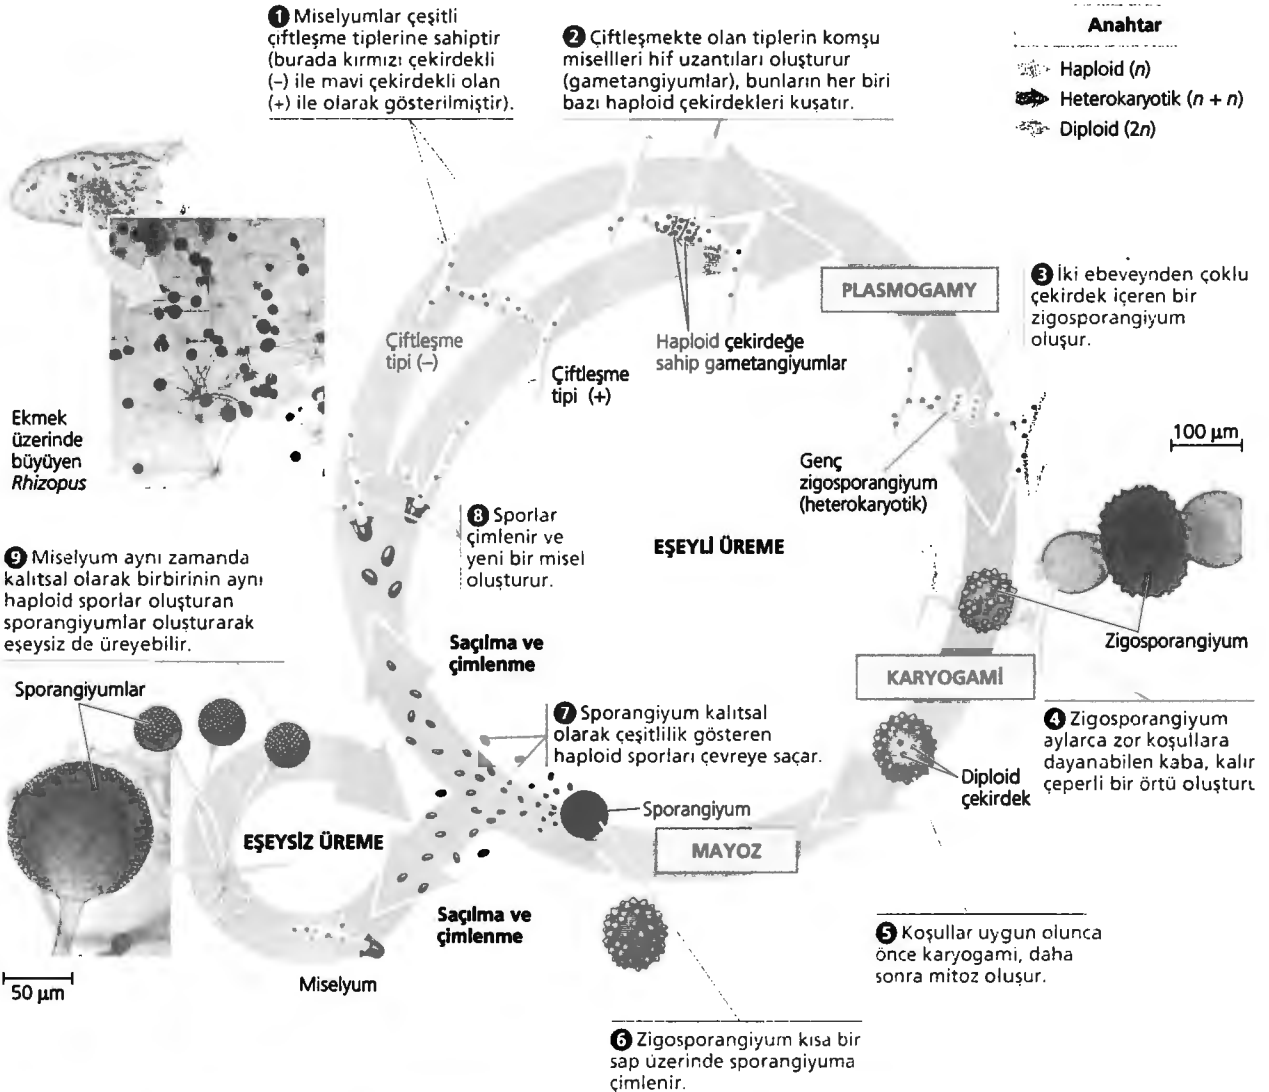 ❶ Miselyumlar çeşitli
çiftleşme tiplerine sahiptir
(burada kırmızı çekirdekli
(–) ile mavi çekirdekli olan
(+) ile olarak gösterilmiştir).
❷ Çiftleşmekte olan tiplerin komşu
misellleri hif uzantıları oluşturur
(gametangiyumlar), bunların her biri
bazı haploid çekirdekleri kuşatır.
Anahtar
Haploid (n)
Heterokaryotik (n + n)
Diploid (2n)
PLASMOGAMY
❸ İki ebeveynden çoklu
çekirdek içeren bir
zigosporangiyum
oluşur.
Çiftleşme
tipi (–)
Çiftleşme
tipi (+)
Haploid çekirdeğe
sahip gametangiyumlar
Ekmek
üzerinde
büyüyen
Rhizopus
100 µm
Genç
zigosporangiyum
(heterokaryotik)
❽ Sporlar
çimlenir ve
yeni bir misel
oluşturur.
EŞEYLİ ÜREME
❾ Miselyum aynı zamanda
kalıtsal olarak birbirinin aynı
haploid sporlar oluşturan
sporangiyumlar oluşturarak
eşeysiz de üreyebilir.
Saçılma ve
çimlenme
Zigosporangiyum
KARYOGAMİ
Sporangiyumlar
❼ Sporangiyum kalıtsal
olarak çeşitlilik gösteren
haploid sporları çevreye saçar.
❹ Zigosporangiyum
aylarca zor koşullara
dayanabilen kaba, kalır
çeperli bir örtü oluşturu
Diploid
çekirdek
Sporangiyum
EŞEYSİZ ÜREME
MAYOZ
Saçılma ve
çimlenme
❺ Koşullar uygun olunca
önce karyogami, daha
sonra mitoz oluşur.
Miselyum
50 µm
❻ Zigosporangiyum kısa bir
sap üzerinde sporangiyuma
çimlenir.